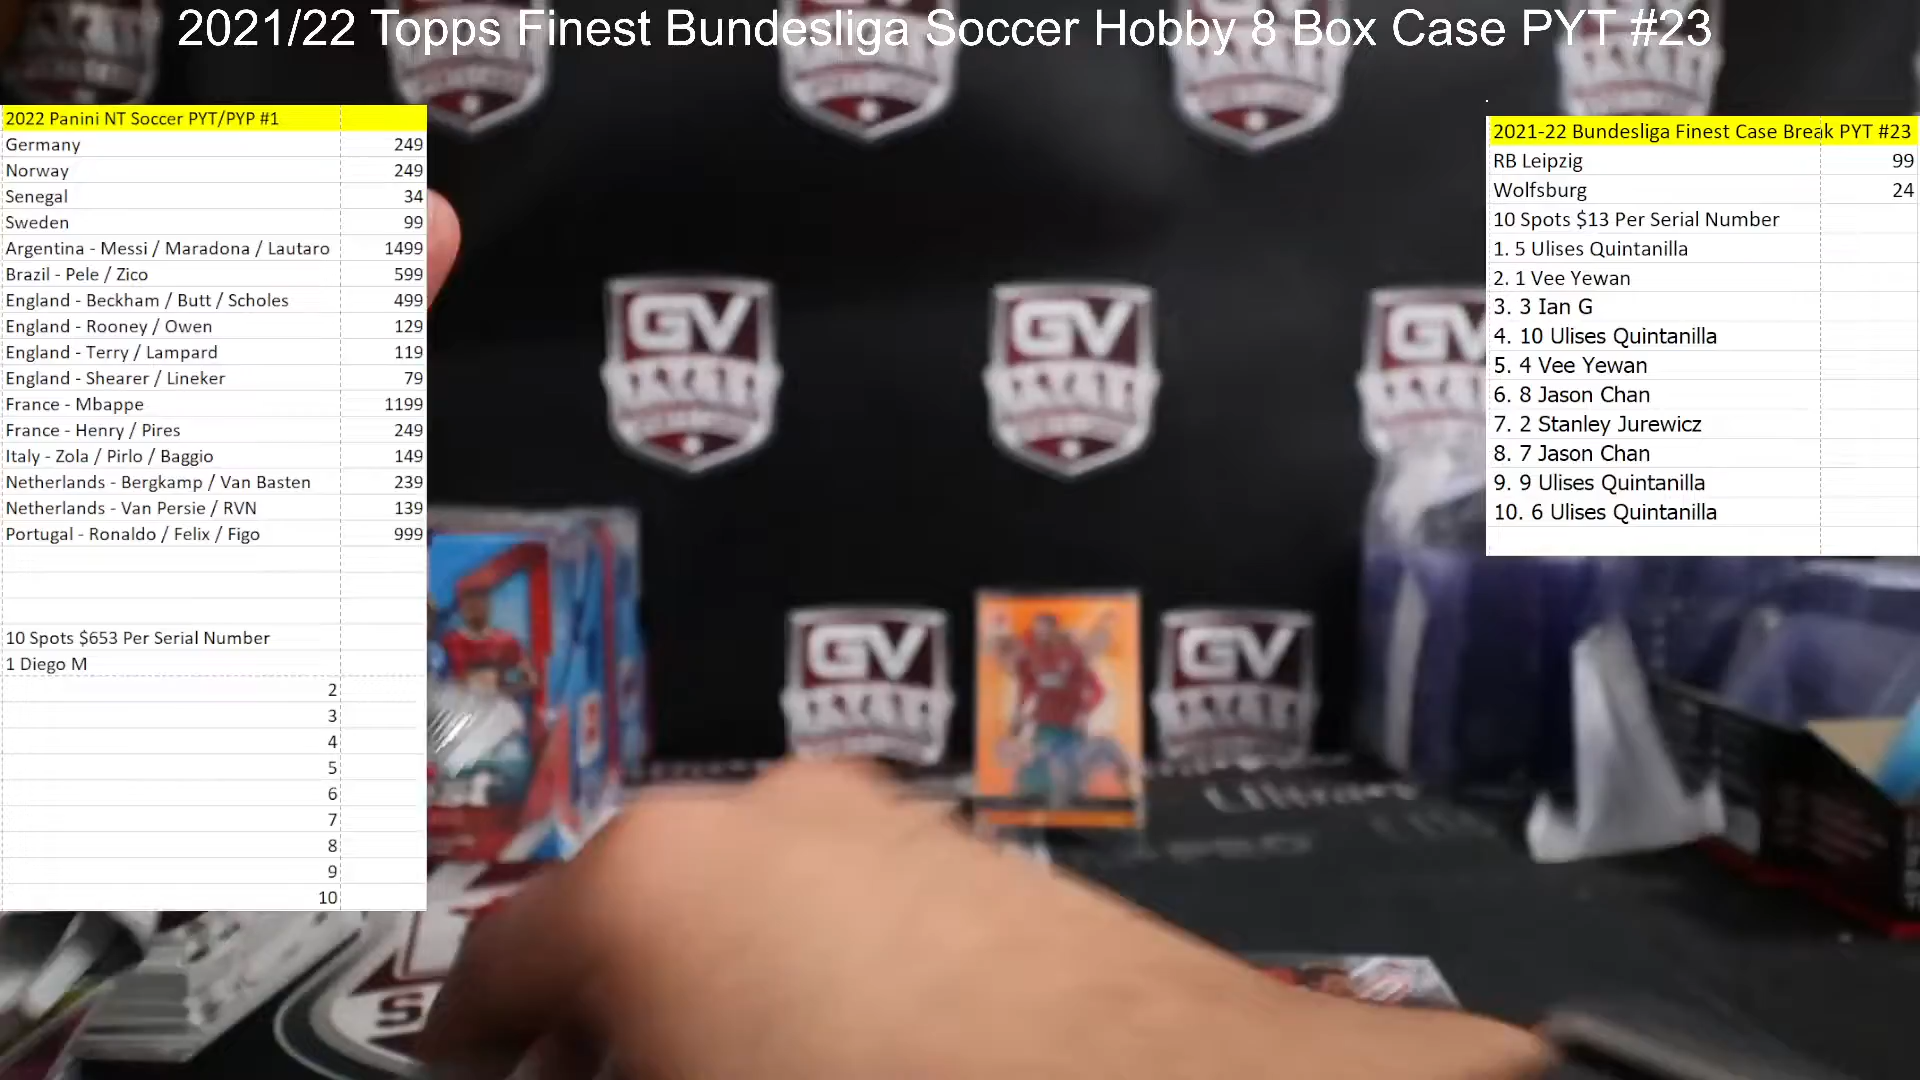 2021/22 Topps Finest Bundesliga Soccer Hobby 8 Box Case PYT #23
2022 Panini NT Soccer PYT/PYP #1
Germany 249
Norway 249
Senegal 34
Sweden 99
Argentina - Messi / Maradona / Lautaro 1499
Brazil - Pele / Zico 599
England - Beckham / Butt / Scholes 499
England - Rooney / Owen 129
England - Terry / Lampard 119
England - Shearer / Lineker 79
France - Mbappe 1199
France - Henry / Pires 249
Italy - Zola / Pirlo / Baggio 149
Netherlands - Bergkamp / Van Basten 239
Netherlands - Van Persie / RVN 139
Portugal - Ronaldo / Felix / Figo 999
10 Spots $653 Per Serial Number
1 Diego M
2
3
4
5
6
7
8
9
10
2021-22 Bundesliga Finest Case Break PYT #23
RB Leipzig 99
Wolfsburg 24
10 Spots $13 Per Serial Number
1. 5 Ulises Quintanilla
2. 1 Vee Yewan
3. 3 Ian G
4. 10 Ulises Quintanilla
5. 4 Vee Yewan
6. 8 Jason Chan
7. 2 Stanley Jurewicz
8. 7 Jason Chan
9. 9 Ulises Quintanilla
10. 6 Ulises Quintanilla
GV
GV
GV
GV
GV